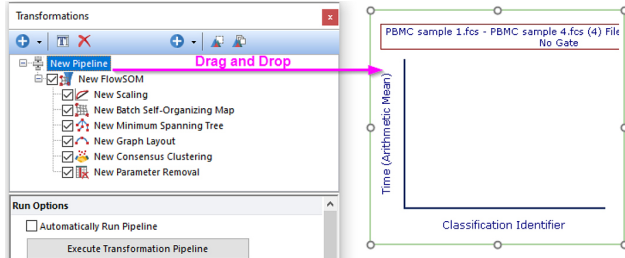 Transformations
x
New Pipeline
Drag and Drop
New FlowSOM
New Scaling
New Batch Self-Organizing Map
New Minimum Spanning Tree
New Graph Layout
New Consensus Clustering
New Parameter Removal
Run Options
Automatically Run Pipeline
Execute Transformation Pipeline
PBMC sample 1.fcs - PBMC sample 4.fcs (4) File
No Gate
Time (Arithmetic Mean)
Classification Identifier